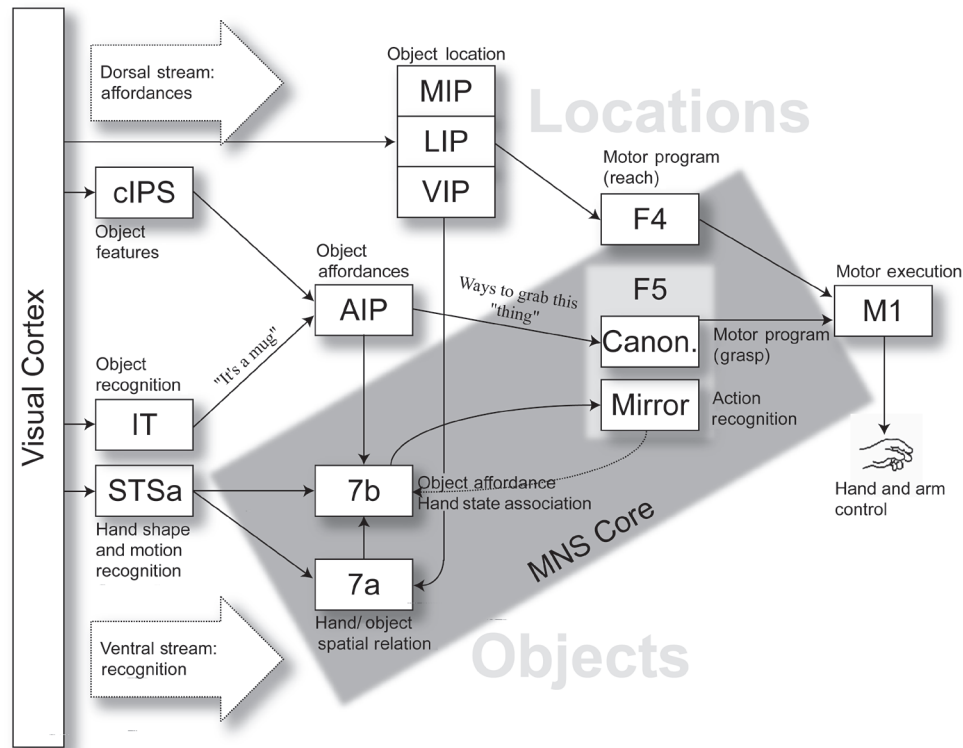 Visual Cortex
Dorsal stream:
affordances
Object location
MIP
LIP
VIP
Locations
Motor program
(reach)
F4
cIPS
Object
features
Object
affordances
AIP
Ways to grab this
"thing"
F5
Canon.
Motor program
(grasp)
Motor execution
M1
"It's a mug"
Object
recognition
IT
Mirror
Action
recognition
STSa
Hand shape
and motion
recognition
7b
Object affordance
Hand state association
Hand and arm
control
MNS Core
7a
Hand/object
spatial relation
Ventral stream:
recognition
Objects